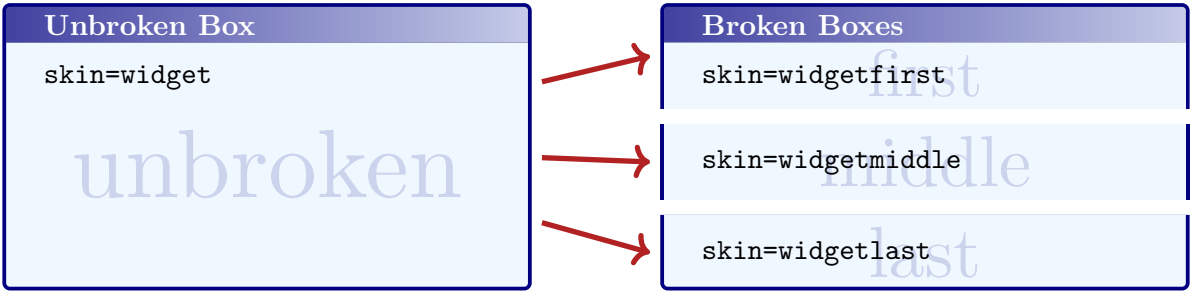 Unbroken Box
skin=widget
unbroken
Broken Boxes
first
skin=widgetfirst
middle
skin=widgetmiddle
last
skin=widgetlast